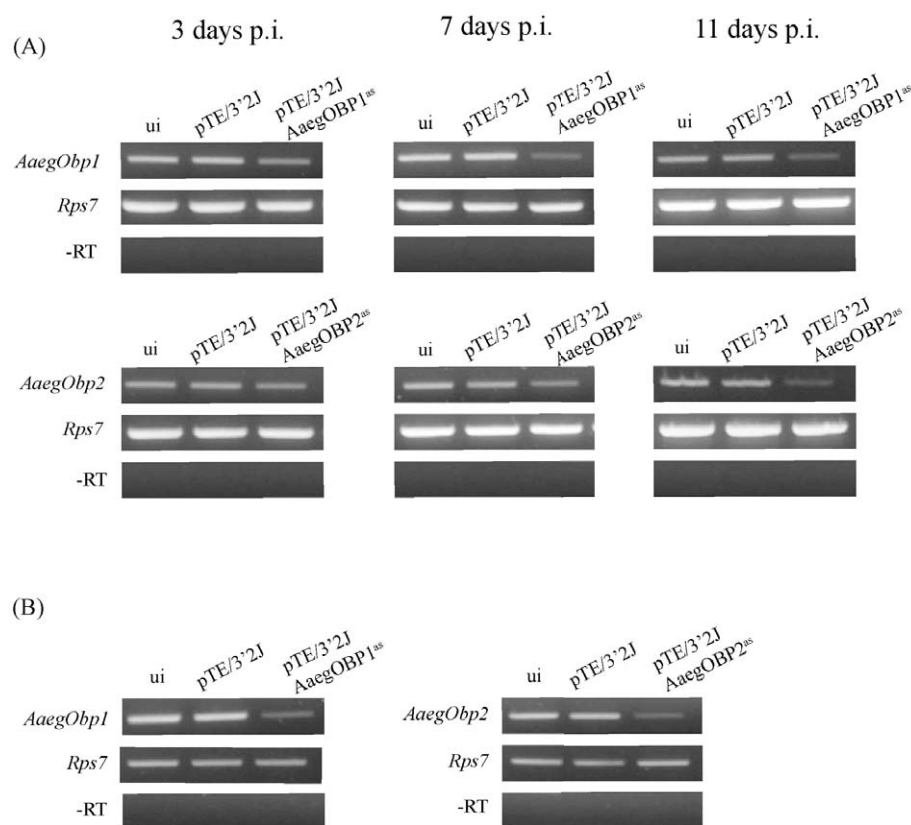 (A)
3 days p.i.
7 days p.i.
11 days p.i.
ui
pTE/3’2J
pTE/3’2J
AaegOBP1as
ui
pTE/3’2J
pTE/3’2J
AaegOBP1as
ui
pTE/3’2J
pTE/3’2J
AaegOBP1as
AaegObp1
Rps7
-RT
ui
pTE/3’2J
pTE/3’2J
AaegOBP2as
ui
pTE/3’2J
pTE/3’2J
AaegOBP2as
ui
pTE/3’2J
pTE/3’2J
AaegOBP2as
AaegObp2
Rps7
-RT
(B)
ui
pTE/3’2J
pTE/3’2J
AaegOBP1as
ui
pTE/3’2J
pTE/3’2J
AaegOBP2as
AaegObp1
AaegObp2
Rps7
Rps7
-RT
-RT